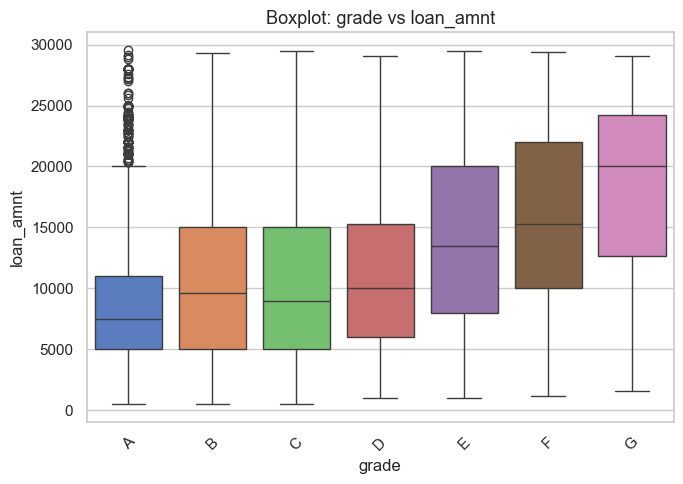 Boxplot: grade vs loan_amnt
30000
25000
20000
15000
10000
5000
0
loan_amnt
A
B
C
D
E
F
G
grade